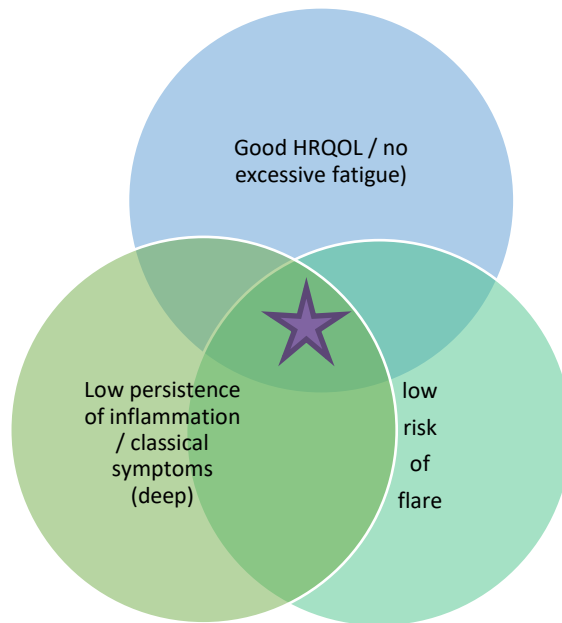 Good HRQOL / no
excessive fatigue)
Low persistence
of inflammation
/ classical
symptoms
(deep)
low
risk
of
flare